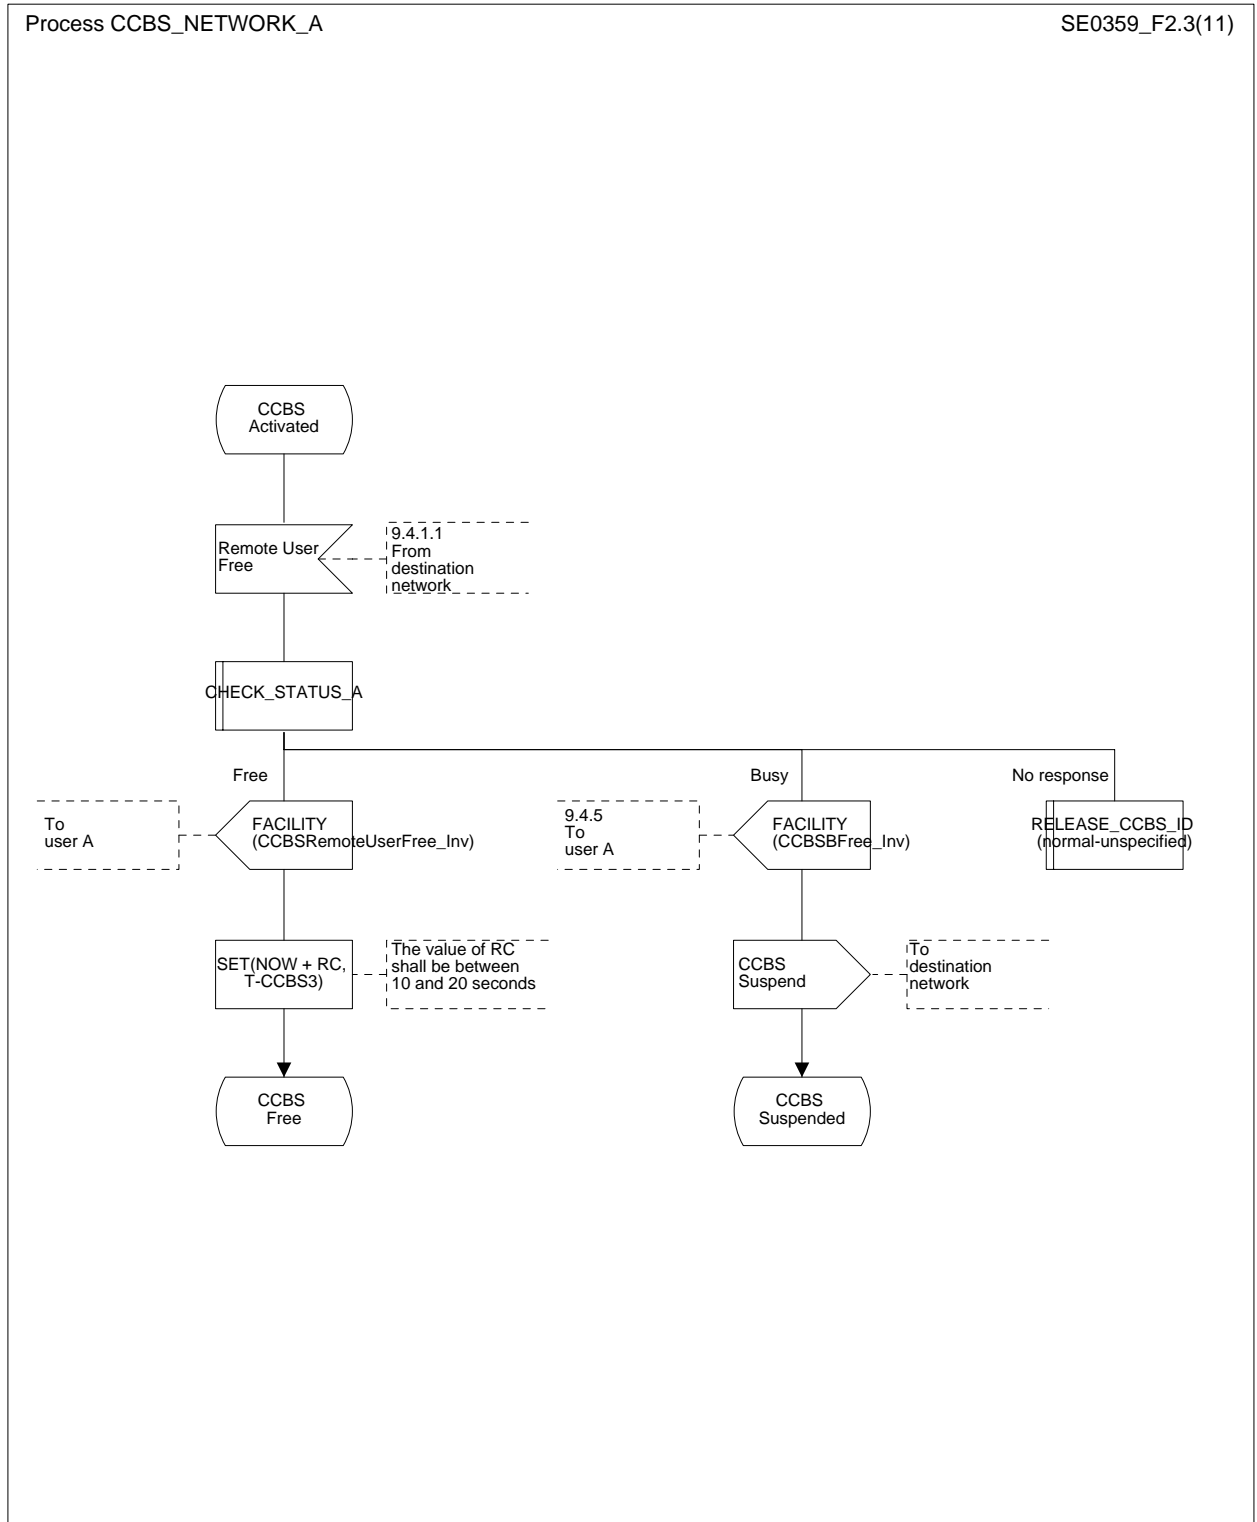 Process CCBS_NETWORK_A
SE0359_F2.3(11)
CCBS
Activated
Remote User
Free
9.4.1.1
From
destination
network
CHECK_STATUS_A
Free
Busy
No response
To
user A
FACILITY
(CCBSRemoteUserFree_Inv)
9.4.5
To
user A
FACILITY
(CCBSBFree_Inv)
RELEASE_CCBS_ID
(normal-unspecified)
SET(NOW + RC,
T-CCBS3)
The value of RC
shall be between
10 and 20 seconds
CCBS
Suspend
To
destination
network
CCBS
Free
CCBS
Suspended